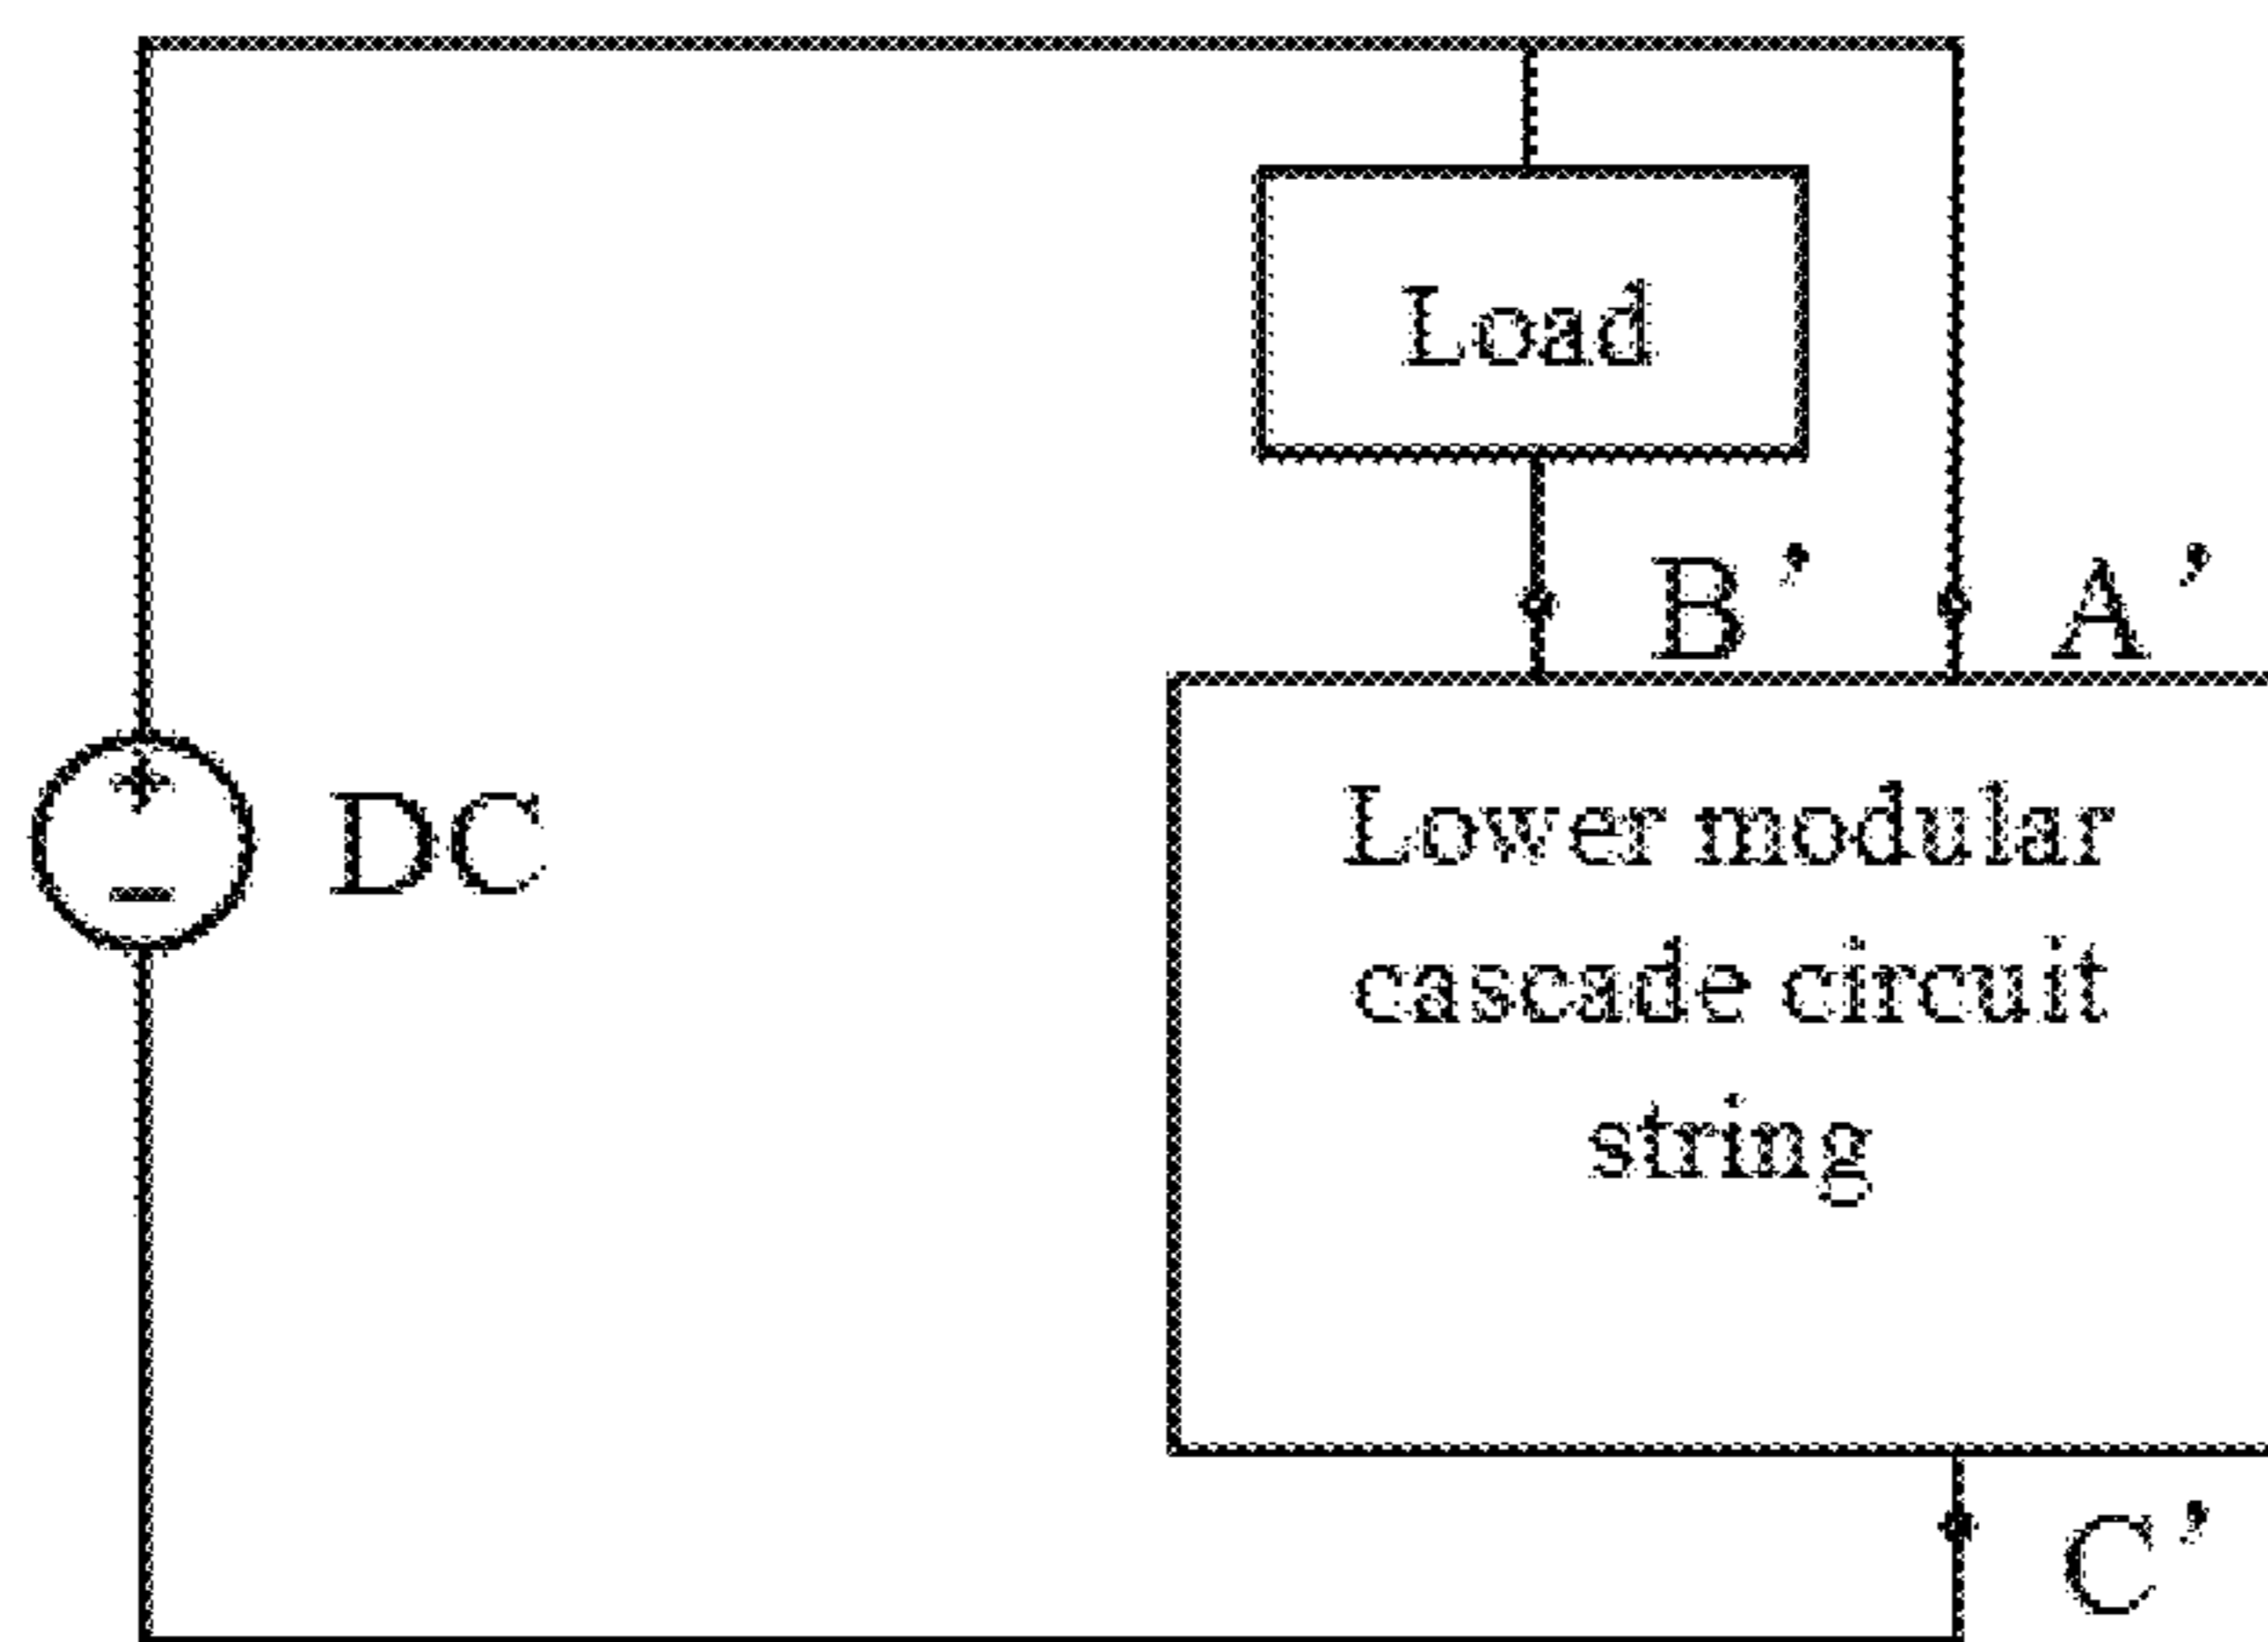 Load
B’
A’
+
−
DC
Lower modular
cascade circuit
string
C’